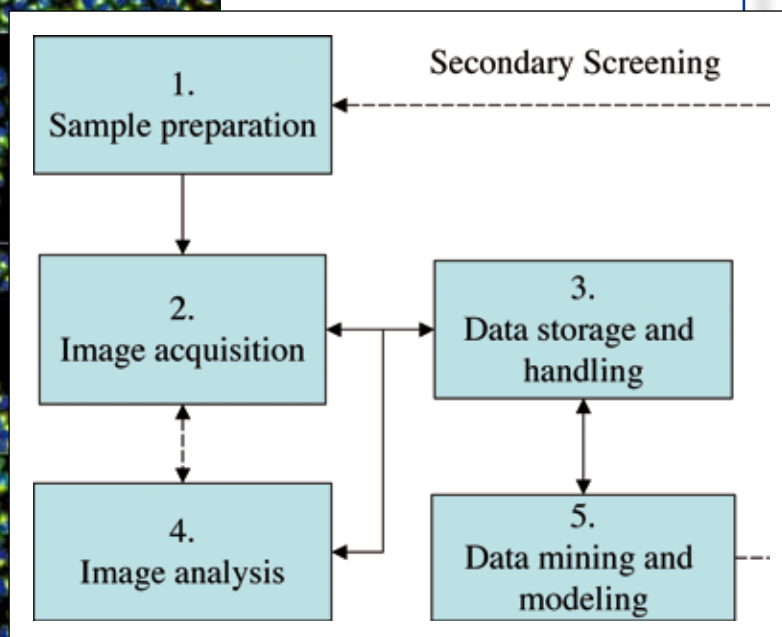 Secondary Screening
1.
Sample preparation
2.
Image acquisition
3.
Data storage and
handling
4.
Image analysis
5.
Data mining and
modeling